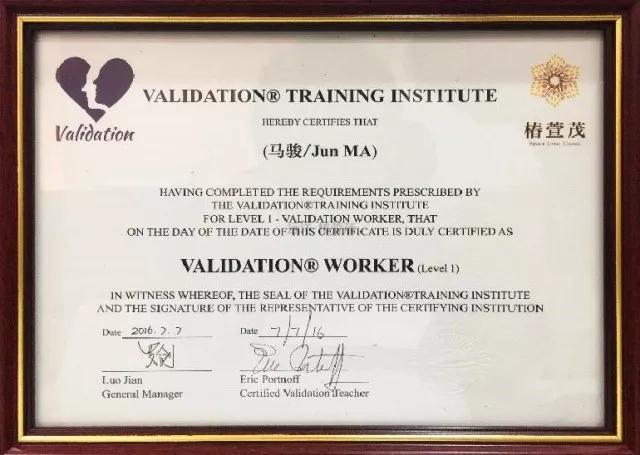 Validation
VALIDATION® TRAINING INSTITUTE
椿萱茂
HEREBY CERTIFIES THAT
(马骏/Jun MA)
HAVING COMPLETED THE REQUIREMENTS PRESCRIBED BY
THE VALIDATION®TRAINING INSTITUTE
FOR LEVEL 1 - VALIDATION WORKER, THAT
ON THE DAY OF THE DATE OF THIS CERTIFICATE IS DULY CERTIFIED AS
VALIDATION® WORKER (Level 1)
IN WITNESS WHEREOF, THE SEAL OF THE VALIDATION®TRAINING INSTITUTE
AND THE SIGNATURE OF THE REPRESENTATIVE OF THE CERTIFYING INSTITUTION
Date 2016.7.7 Date 7/7/16
Eric Portnoff
Luo Jian Eric Portnoff
General Manager Certified Validation Teacher